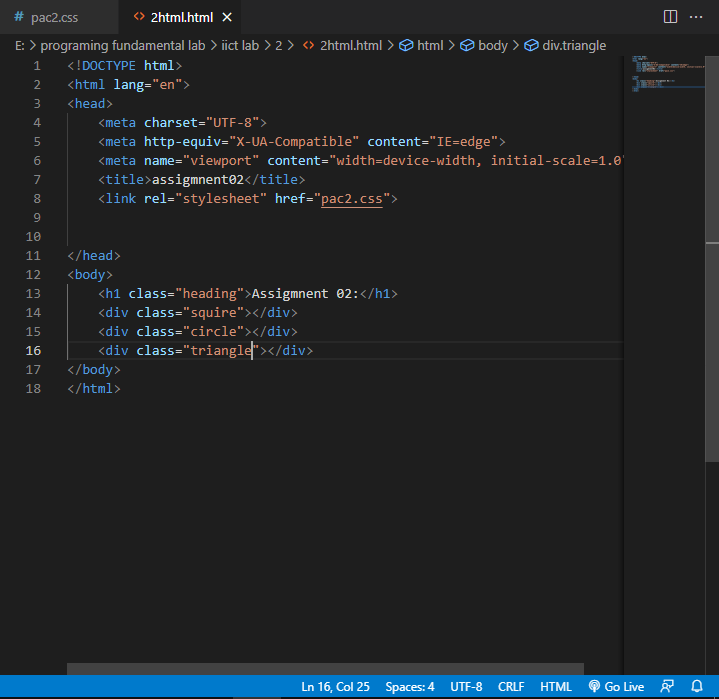 # pac2.css <> 2html.html ×
E: > programing fundamental lab > iict lab > 2 > <> 2html.html > html > body > div.triangle
1 <!DOCTYPE html>
2 <html lang="en">
3 <head>
4 <meta charset="UTF-8">
5 <meta http-equiv="X-UA-Compatible" content="IE=edge">
6 <meta name="viewport" content="width=device-width, initial-scale=1.0"
7 <title>assigmnent02</title>
8 <link rel="stylesheet" href="pac2.css">
9
10
11 </head>
12 <body>
13 <h1 class="heading">Assigmnent 02:</h1>
14 <div class="squire"></div>
15 <div class="circle"></div>
16 <div class="triangle"></div>
17 </body>
18 </html>
Ln 16, Col 25 Spaces: 4 UTF-8 CRLF HTML Go Live